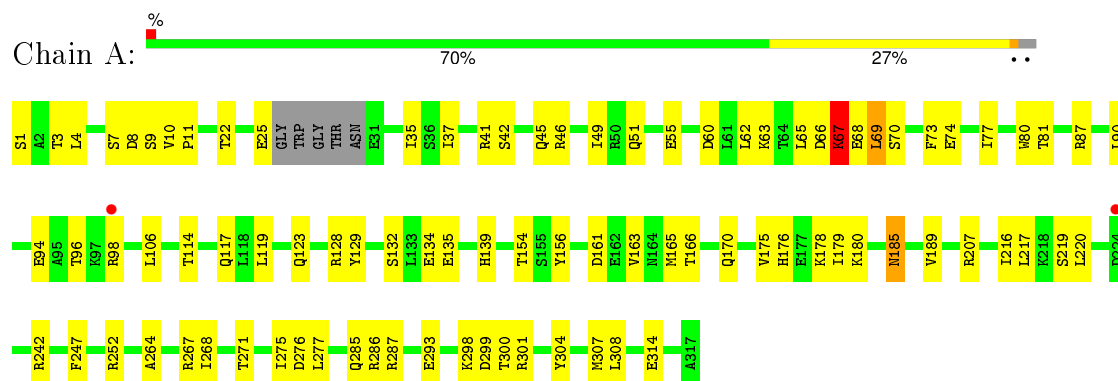 %
Chain A:
70% 27% • •
S1 A2 T3 L4 S7 D8 S9 V10 P11 T22 E25 GLY TRP GLY THR ASN E31 I35 S36 I37 R41 S42 Q45 R46 I49 R50 Q51 E55 D60 L61 L62 K63 T64 L65 D66 K67 E68 L69 S70 F73 E74 I77 W80 T81 R87 L90
E94 A95 T96 K97 R98 L106 T114 Q117 L118 L119 Q123 R128 Y129 S132 L133 E134 E135 H139 T154 S155 Y156 D161 E162 V163 N164 M165 T166 Q170 V175 H176 E177 K178 I179 K180 N185 V189 R207 I216 L217 K218 S219 L220 D224
R242 F247 R252 A264 R267 I268 T271 I275 D276 L277 Q285 R286 R287 E293 K298 D299 T300 R301 Y304 M307 L308 E314 A317